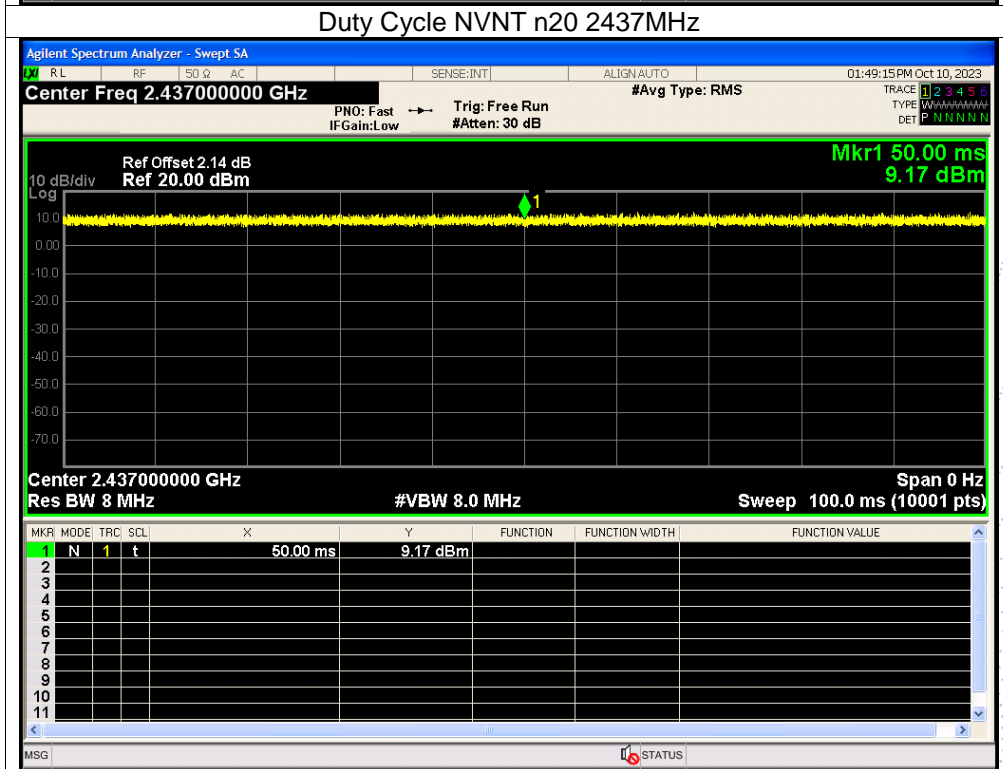 Duty Cycle NVNT n20 2437MHz
Agilent Spectrum Analyzer - Swept SA
LXI RL RF 50 Ω AC SENSE:INT ALIGN AUTO 01:49:15 PM Oct 10, 2023
Center Freq 2.437000000 GHz #Avg Type: RMS TRACE 1 2 3 4 5 6
PNO: Fast Trig: Free Run TYPE WWWWWW
IFGain:Low #Atten: 30 dB DET P N N N N N
Mkr1 50.00 ms
Ref Offset 2.14 dB
10 dB/div Ref 20.00 dBm 9.17 dBm
Log
1
10.0
0.00
-10.0
-20.0
-30.0
-40.0
-50.0
-60.0
-70.0
Center 2.437000000 GHz Span 0 Hz
Res BW 8 MHz #VBW 8.0 MHz Sweep 100.0 ms (10001 pts)
MKR MODE TRC SCL X Y FUNCTION FUNCTION WIDTH FUNCTION VALUE
1 N 1 t 50.00 ms 9.17 dBm
2
3
4
5
6
7
8
9
10
11
MSG STATUS